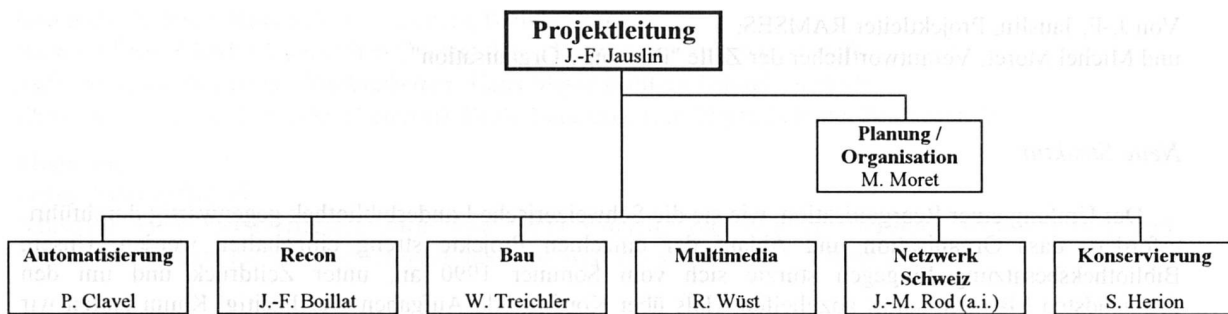 Projektleitung
J.-F. Jauslin
Planung /
Organisation
M. Moret
Automatisierung
P. Clavel
Recon
J.-F. Boillat
Bau
W. Treichler
Multimedia
R. Wüst
Netzwerk
Schweiz
J.-M. Rod (a.i.)
Konservierung
S. Herion